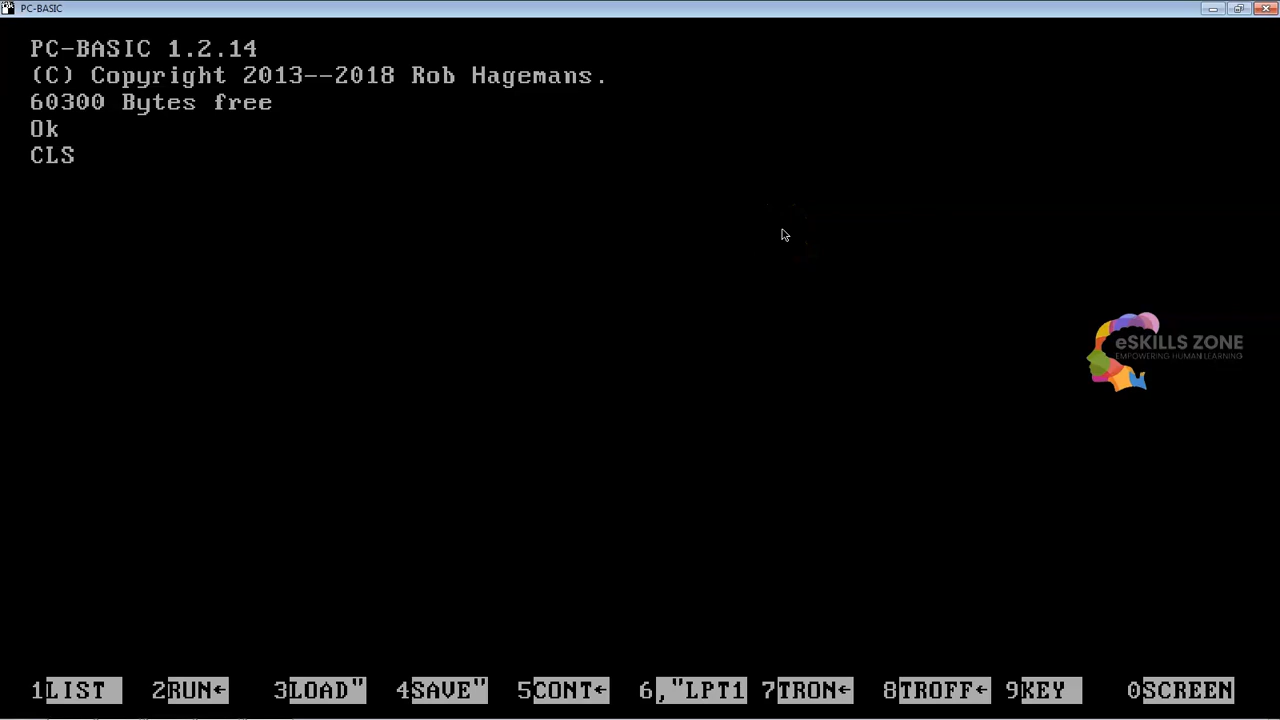 PC-BASIC
PC-BASIC 1.2.14
(C) Copyright 2013--2018 Rob Hagemans.
60300 Bytes free
Ok
CLS
eSKILLS ZONE
EMPOWERING HUMAN LEARNING
1LIST 2RUN← 3LOAD" 4SAVE" 5CONT← 6,"LPT1 7TRON← 8TROFF← 9KEY 0SCREEN